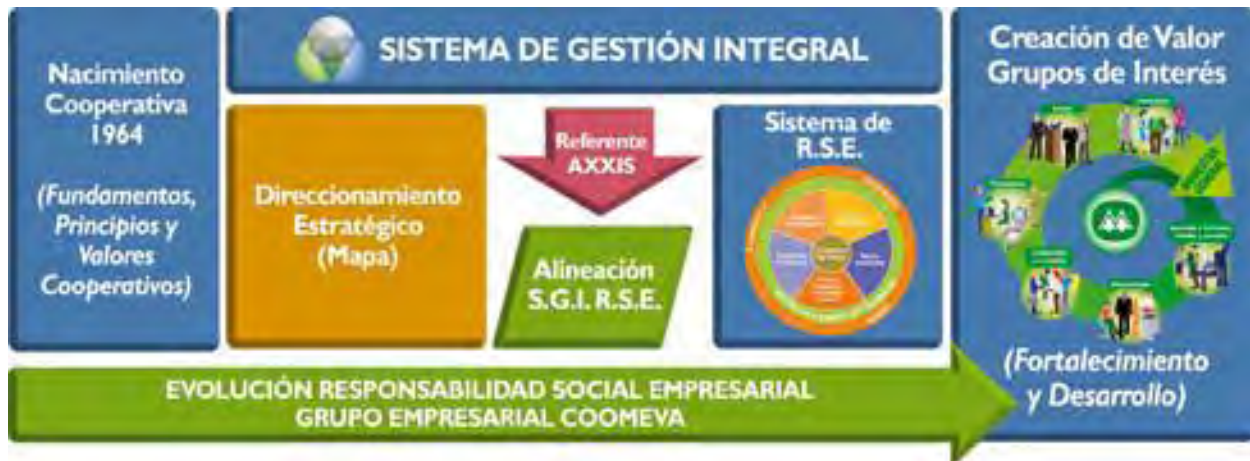 Nacimiento
Cooperativa
1964
(Fundamentos,
Principios y
Valores
Cooperativos)
SISTEMA DE GESTIÓN INTEGRAL
Direccionamiento
Estratégico
(Mapa)
Referente
AXXIS
Alineación
S.G.I. R.S.E.
Sistema de
R.S.E.
Creación de Valor
Grupos de Interés
(Fortalecimiento
y Desarrollo)
EVOLUCIÓN RESPONSABILIDAD SOCIAL EMPRESARIAL
GRUPO EMPRESARIAL COOMEVA